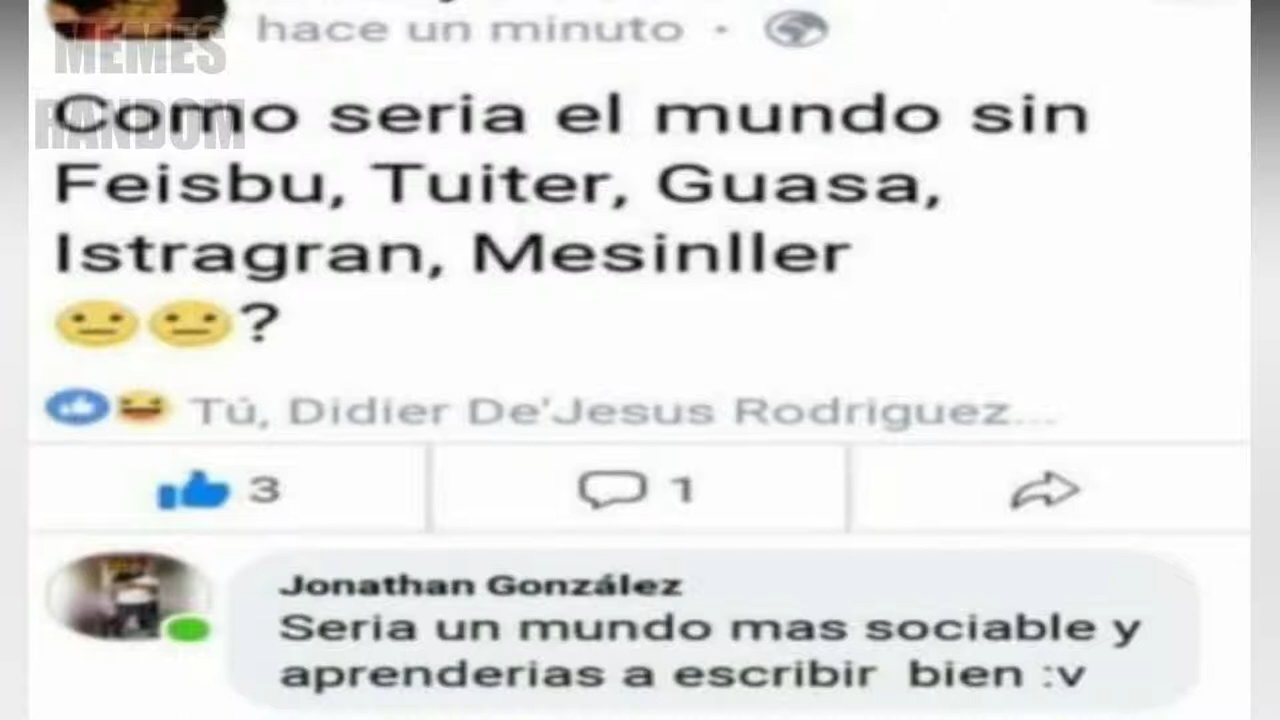 hace un minuto ·
MEMES
RANDOM
Como seria el mundo sin
Feisbu, Tuiter, Guasa,
Istragran, Mesinller
😐😐?
Tú, Didier De'Jesus Rodriguez...
3
1
Jonathan González
Seria un mundo mas sociable y
aprenderias a escribir bien :v